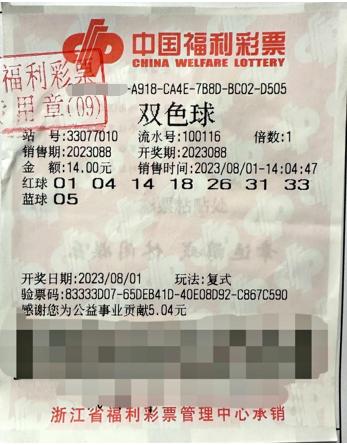 中国福利彩票
CHINA WELFARE LOTTERY
福利彩票
用章(09)
-A918-CA4E-7B8D-BC02-D505
双色球
站 号:33077010 流水号:100116 倍数:1
销售期:2023088 开奖期:2023088
金 额:14.00元 销售时间:2023/08/01-14:04:47
红球 01 04 14 18 26 31 33
蓝球 05
开奖日期:2023/08/01 玩法:复式
验票码:83333D07-65DEB41D-40E08D92-C867C590
感谢您为公益事业贡献5.04元
浙江省福利彩票管理中心承销